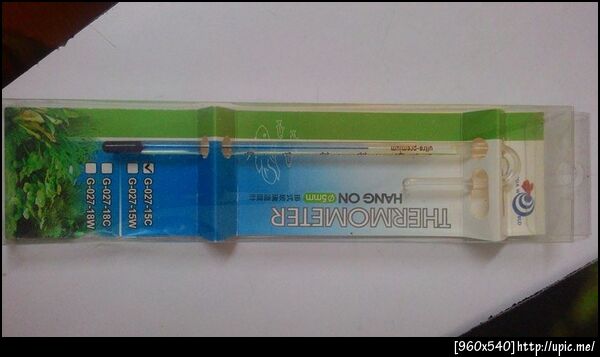 THERMOMETER
HANG ON
Ø5mm
ultra-premium
G-027-15C
G-027-15W
G-027-18C
G-027-18W
[960x540]http://upic.me/